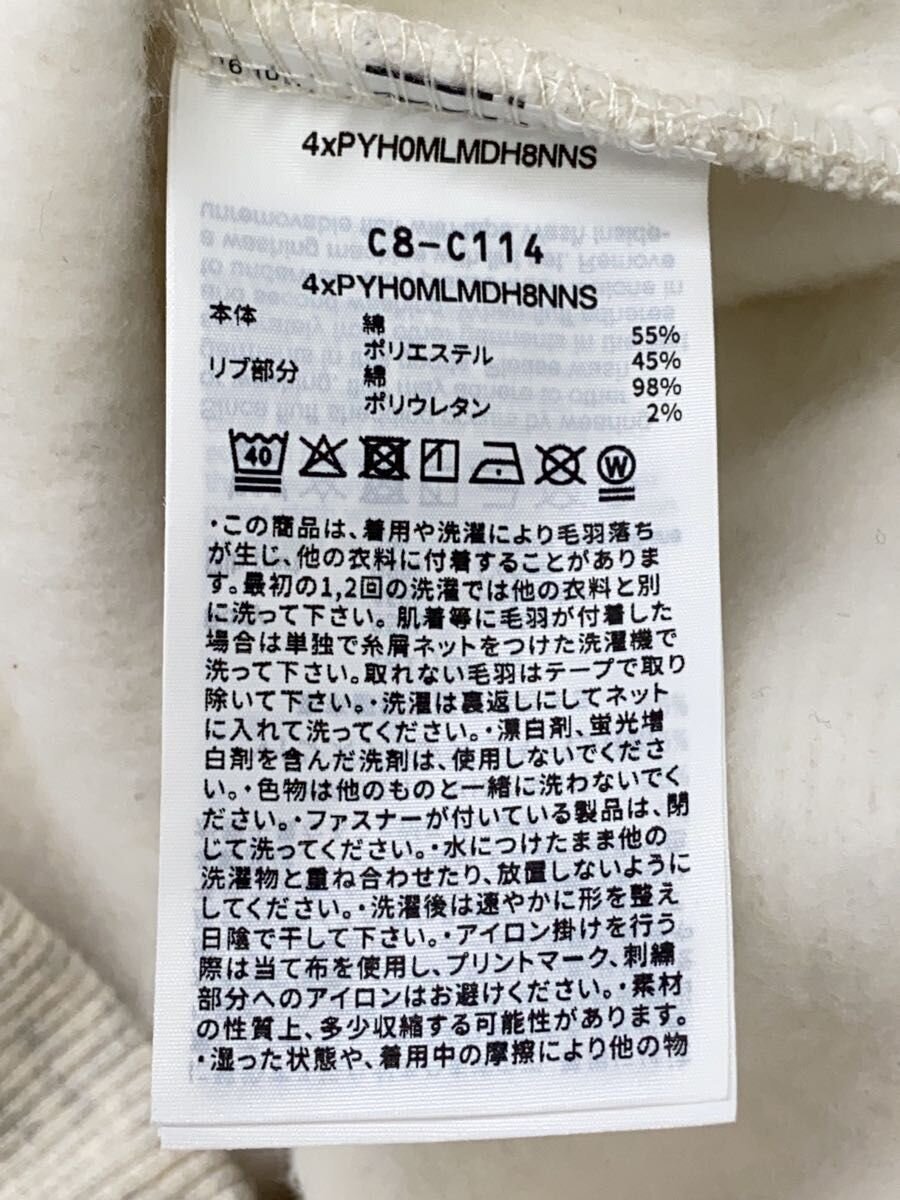 4xPYH0MLMDH8NNS
C8-C114
4xPYH0MLMDH8NNS
本体 綿 55%
ポリエステル 45%
リブ部分 綿 98%
ポリウレタン 2%
40
W
・この商品は、着用や洗濯により毛羽落ち
が生じ、他の衣料に付着することがありま
す。最初の1,2回の洗濯では他の衣料と別
に洗って下さい。肌着等に毛羽が付着した
場合は単独で糸屑ネットをつけた洗濯機で
洗って下さい。取れない毛羽はテープで取り
除いて下さい。・洗濯は裏返しにしてネット
に入れて洗ってください。・漂白剤、蛍光増
白剤を含んだ洗剤は、使用しないでくださ
い。・色物は他のものと一緒に洗わないでく
ださい。・ファスナーが付いている製品は、閉
じて洗ってください。・水につけたまま他の
洗濯物と重ね合わせたり、放置しないように
してください。・洗濯後は速やかに形を整え
日陰で干して下さい。・アイロン掛けを行う
際は当て布を使用し、プリントマーク、刺繍
部分へのアイロンはお避けください。・素材
の性質上、多少収縮する可能性があります。
・湿った状態や、着用中の摩擦により他の物